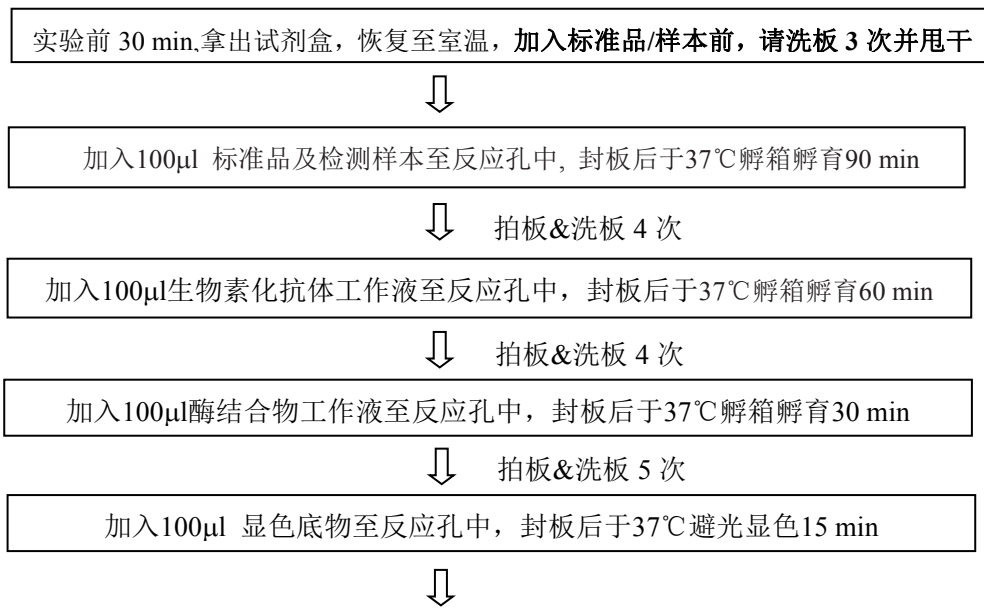 实验前 30 min,拿出试剂盒，恢复至室温，加入标准品/样本前，请洗板 3 次并甩干
加入100μl 标准品及检测样本至反应孔中, 封板后于37℃孵箱孵育90 min
拍板&洗板 4 次
加入100μl生物素化抗体工作液至反应孔中，封板后于37℃孵箱孵育60 min
拍板&洗板 4 次
加入100μl酶结合物工作液至反应孔中，封板后于37℃孵箱孵育30 min
拍板&洗板 5 次
加入100μl 显色底物至反应孔中，封板后于37℃避光显色15 min